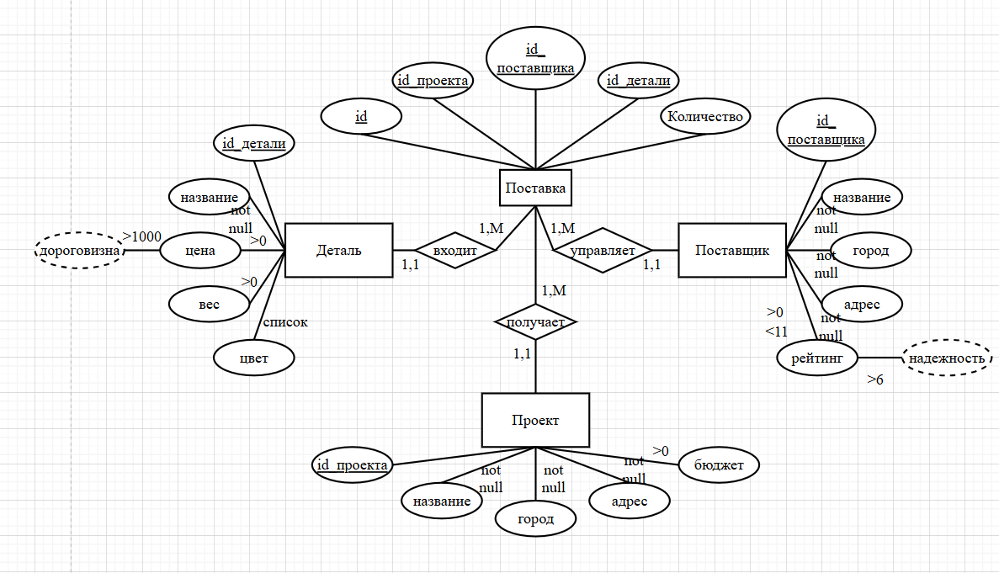 id_
поставщика
id_проекта
id_детали
id
Количество
id_
поставщика
id_детали
Поставка
название
not
null
название
not
null
1,М
1,М
дороговизна
>1000
цена
>0
Деталь
входит
управляет
Поставщик
город
not
null
1,1
1,1
>0
вес
1,М
адрес
not
null
>0
<11
список
получает
цвет
1,1
рейтинг
надежность
>6
Проект
id_проекта
not
null
not
null
not
null
>0
бюджет
название
адрес
город